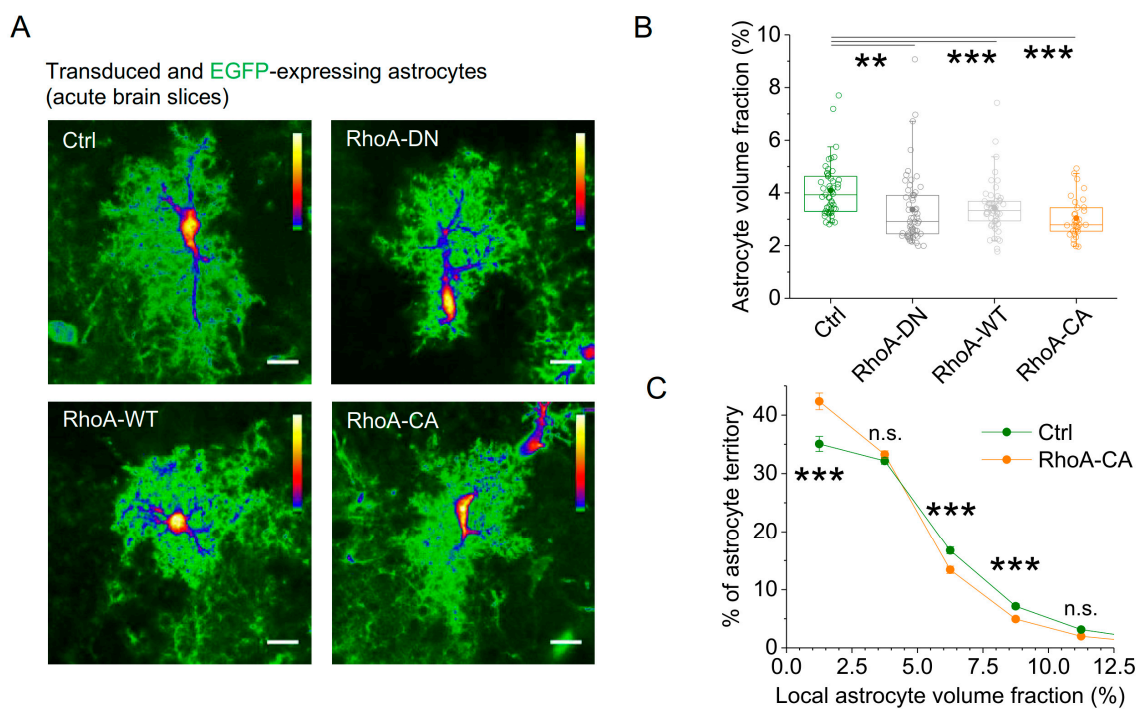 A
Transduced and EGFP-expressing astrocytes
(acute brain slices)
Ctrl
RhoA-DN
RhoA-WT
RhoA-CA
B
Astrocyte volume fraction (%)
10
8
6
4
2
0
**
***
***
Ctrl
RhoA-DN
RhoA-WT
RhoA-CA
C
% of astrocyte territory
40
30
20
10
0
***
n.s.
***
***
n.s.
Ctrl
RhoA-CA
0.0 2.5 5.0 7.5 10.0 12.5
Local astrocyte volume fraction (%)